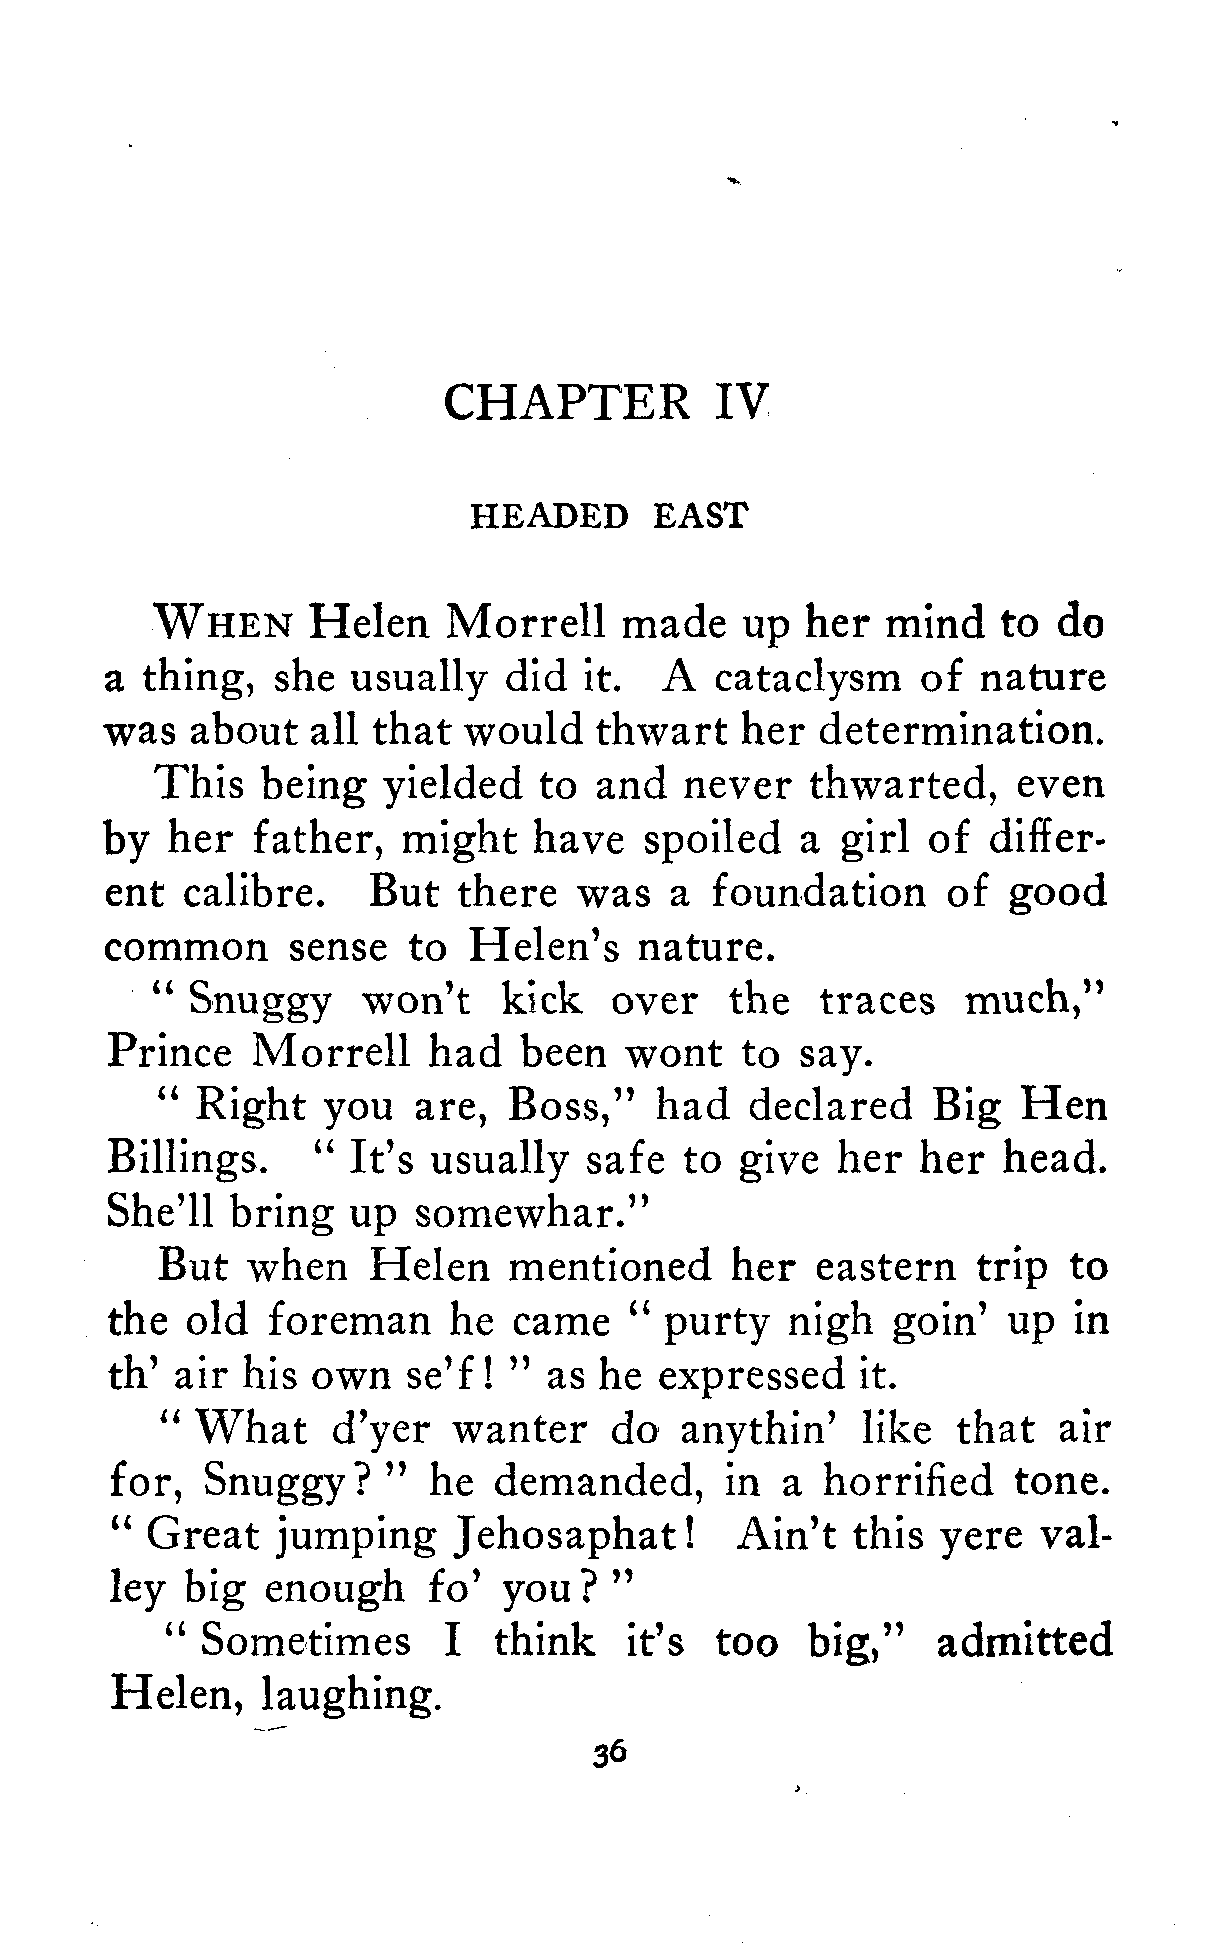 CHAPTER IV
HEADED EAST
WHEN Helen Morrell made up her mind to do
a thing, she usually did it. A cataclysm of nature
was about all that would thwart her determination.
This being yielded to and never thwarted, even
by her father, might have spoiled a girl of differ-
ent calibre. But there was a foundation of good
common sense to Helen's nature.
" Snuggy won't kick over the traces much,"
Prince Morrell had been wont to say.
" Right you are, Boss," had declared Big Hen
Billings. " It's usually safe to give her her head.
She'll bring up somewhar."
But when Helen mentioned her eastern trip to
the old foreman he came " purty nigh goin' up in
th' air his own se'f! " as he expressed it.
" What d'yer wanter do anythin' like that air
for, Snuggy? " he demanded, in a horrified tone.
" Great jumping Jehosaphat! Ain't this yere val-
ley big enough fo' you? "
" Sometimes I think it's too big," admitted
Helen, laughing.
36